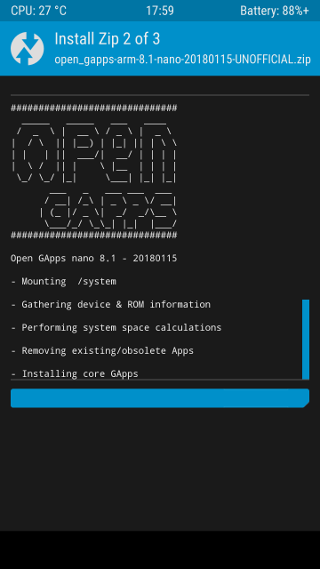 CPU: 27 °C 17:59 Battery: 88%+
Install Zip 2 of 3
open_gapps-arm-8.1-nano-20180115-UNOFFICIAL.zip
##############################
OPEN
GAPPS
##############################
Open GApps nano 8.1 - 20180115
- Mounting  /system
- Gathering device & ROM information
- Performing system space calculations
- Removing existing/obsolete Apps
- Installing core GApps